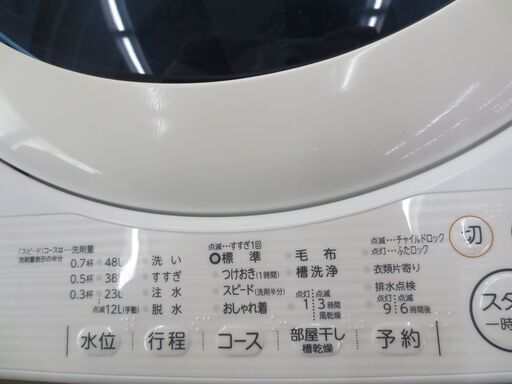 「スピード」コースは…洗剤量
洗剤量表示の半分
0.7杯 48L
0.5杯 38L
0.3杯 23L
点滅12L(手動)
水位
洗い
すすぎ
注水
脱水
行程
点滅…すすぎ1回
標準
つけおき(1時間)
スピード(洗剤半分)
おしゃれ着
コース
毛布
槽洗浄
点灯 点滅
1 3時間
風乾燥
部屋干し
槽乾燥
点滅…チャイルドロック
点灯…ふたロック
衣類片寄り
排水点検
点灯 点滅
9 6時間後
予約
切
スタ
一時